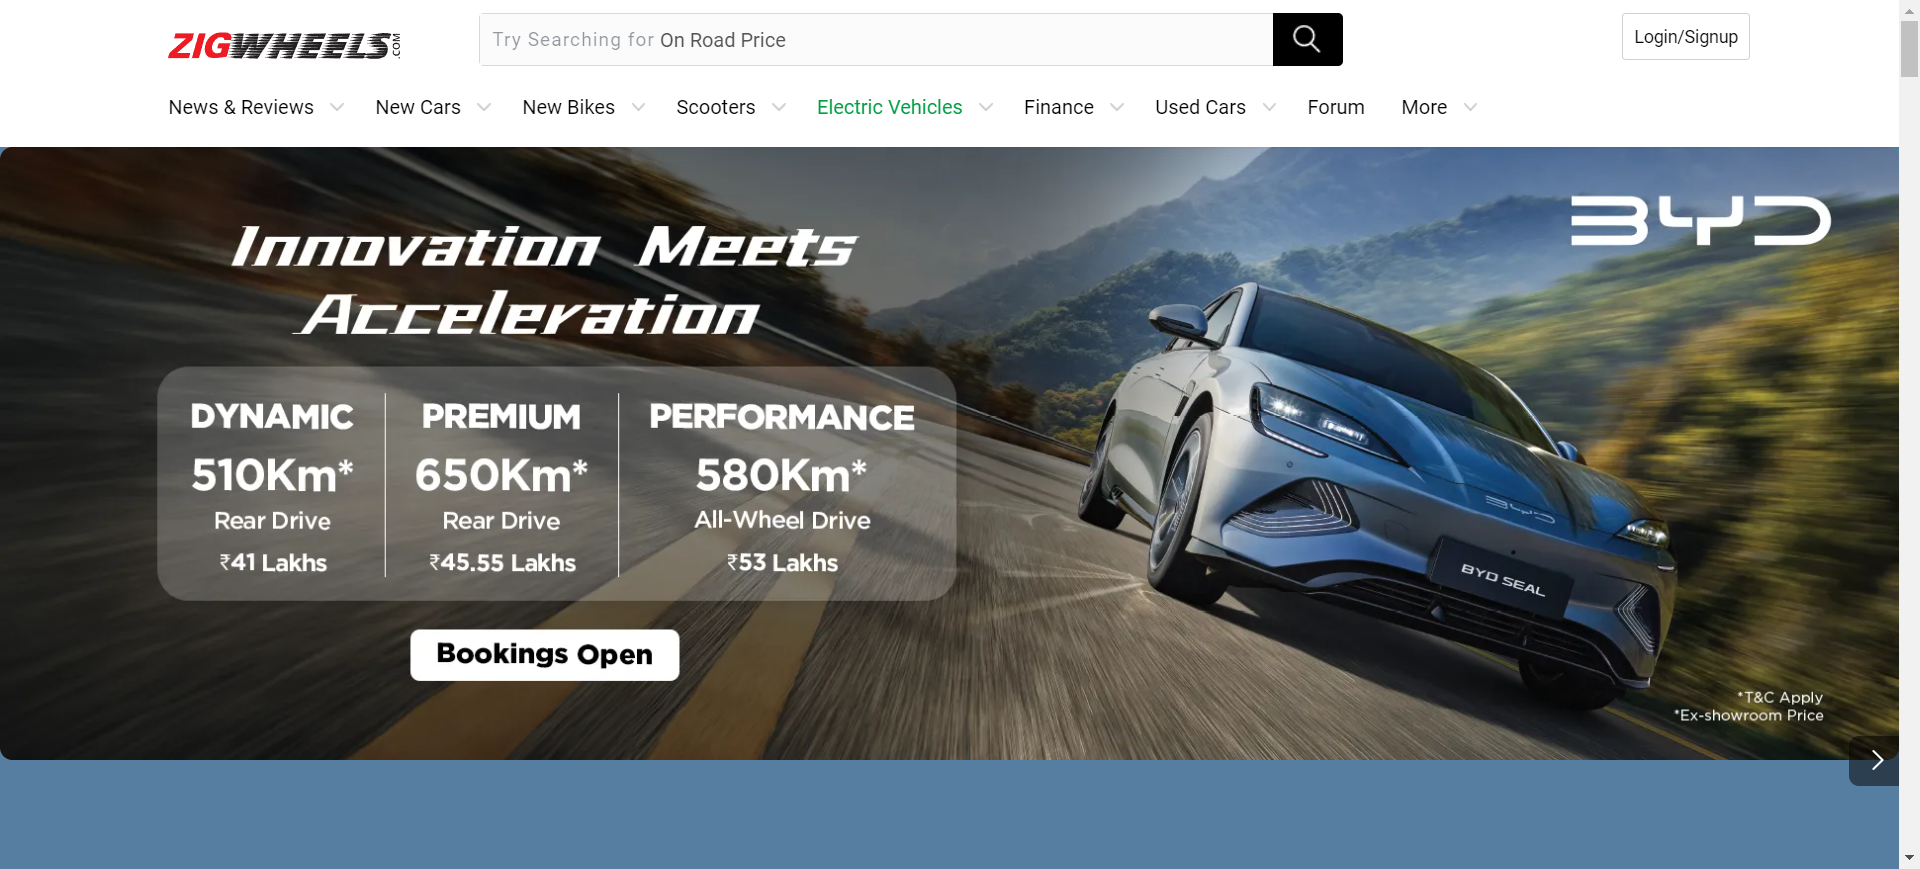 ZIGWHEELS.COM
Try Searching for On Road Price
Login/Signup
News & Reviews New Cars New Bikes Scooters Electric Vehicles Finance Used Cars Forum More
BYD
Innovation Meets
Acceleration
DYNAMIC PREMIUM PERFORMANCE
510Km* 650Km* 580Km*
Rear Drive Rear Drive All-Wheel Drive
₹41 Lakhs ₹45.55 Lakhs ₹53 Lakhs
BYD
BYD SEAL
Bookings Open
*T&C Apply
*Ex-showroom Price